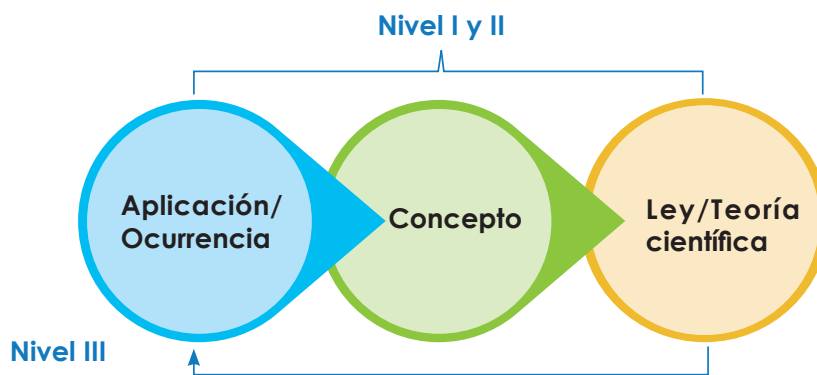 Nivel I y II
Aplicación/
Ocurrencia
Concepto
Ley/Teoría
científica
Nivel III